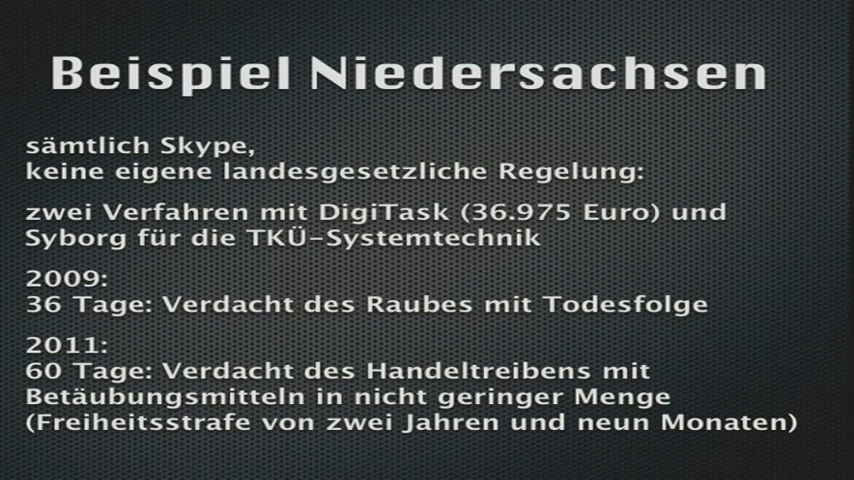 Beispiel Niedersachsen
sämtlich Skype,
keine eigene landesgesetzliche Regelung:
zwei Verfahren mit DigiTask (36.975 Euro) und
Syborg für die TKÜ-Systemtechnik
2009:
36 Tage: Verdacht des Raubes mit Todesfolge
2011:
60 Tage: Verdacht des Handeltreibens mit
Betäubungsmitteln in nicht geringer Menge
(Freiheitsstrafe von zwei Jahren und neun Monaten)